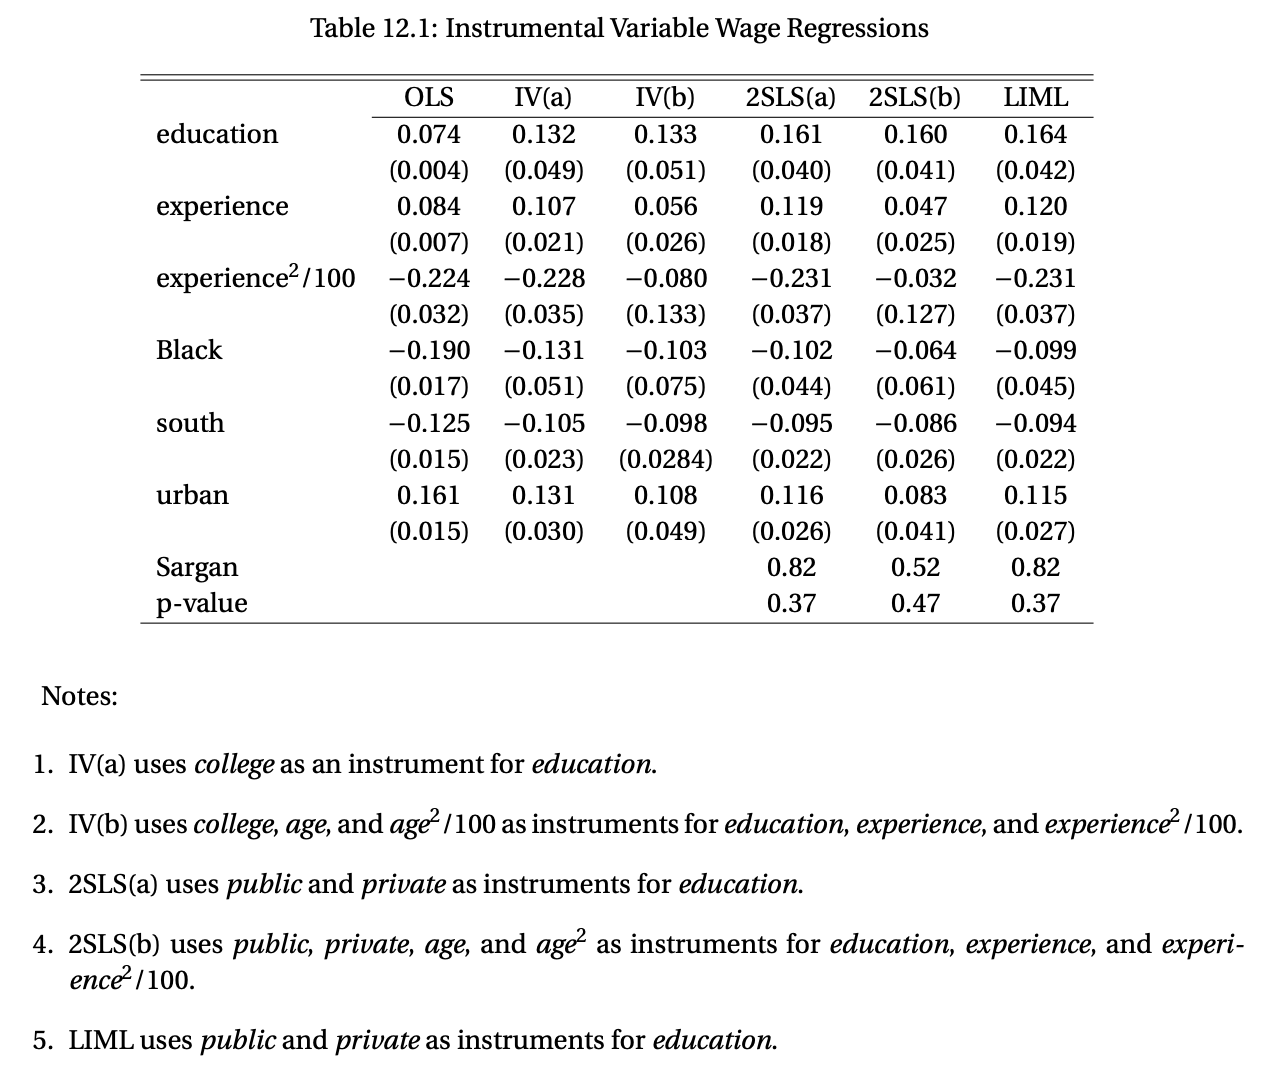 Table 12.1: Instrumental Variable Wage Regressions
OLS IV(a) IV(b) 2SLS(a) 2SLS(b) LIML
education 0.074 0.132 0.133 0.161 0.160 0.164
(0.004) (0.049) (0.051) (0.040) (0.041) (0.042)
experience 0.084 0.107 0.056 0.119 0.047 0.120
(0.007) (0.021) (0.026) (0.018) (0.025) (0.019)
experience²/100 −0.224 −0.228 −0.080 −0.231 −0.032 −0.231
(0.032) (0.035) (0.133) (0.037) (0.127) (0.037)
Black −0.190 −0.131 −0.103 −0.102 −0.064 −0.099
(0.017) (0.051) (0.075) (0.044) (0.061) (0.045)
south −0.125 −0.105 −0.098 −0.095 −0.086 −0.094
(0.015) (0.023) (0.0284) (0.022) (0.026) (0.022)
urban 0.161 0.131 0.108 0.116 0.083 0.115
(0.015) (0.030) (0.049) (0.026) (0.041) (0.027)
Sargan 0.82 0.52 0.82
p-value 0.37 0.47 0.37
Notes:
1. IV(a) uses college as an instrument for education.
2. IV(b) uses college, age, and age²/100 as instruments for education, experience, and experience²/100.
3. 2SLS(a) uses public and private as instruments for education.
4. 2SLS(b) uses public, private, age, and age² as instruments for education, experience, and experi-
ence²/100.
5. LIML uses public and private as instruments for education.